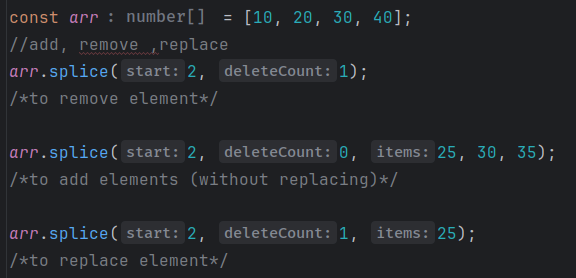 const arr : number[] = [10, 20, 30, 40];
//add, remove ,replace
arr.splice( start: 2, deleteCount: 1);
/*to remove element*/
arr.splice( start: 2, deleteCount: 0, items: 25, 30, 35);
/*to add elements (without replacing)*/
arr.splice( start: 2, deleteCount: 1, items: 25);
/*to replace element*/